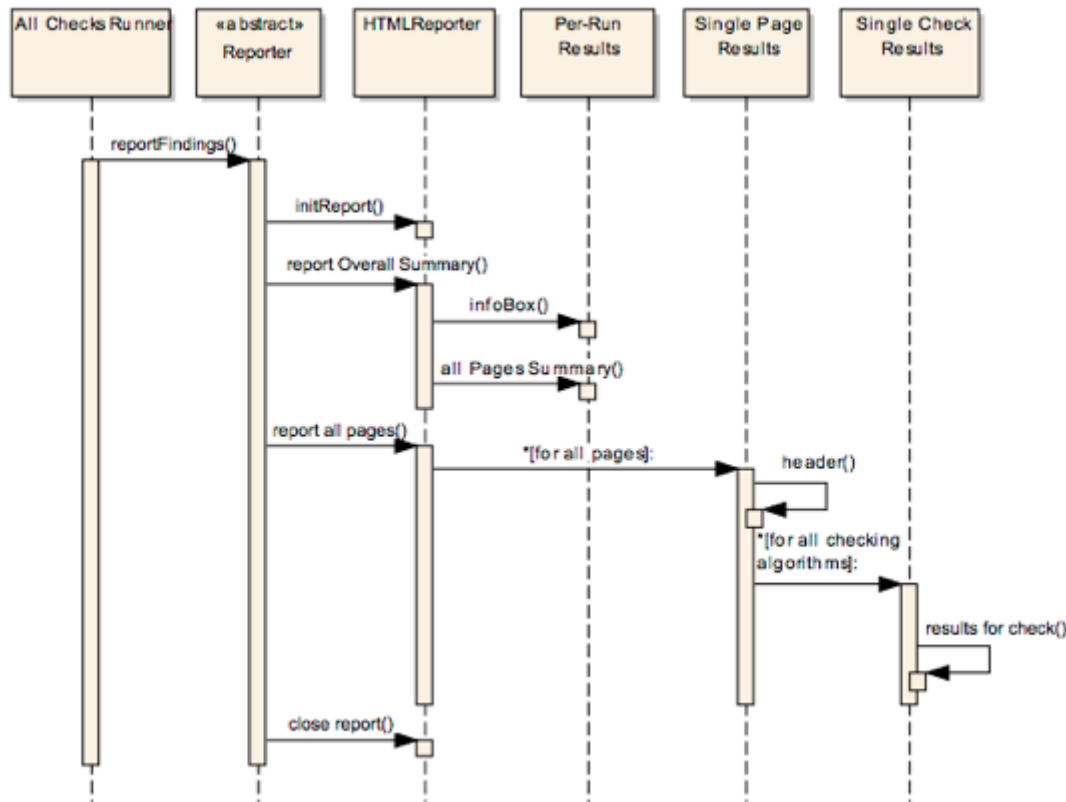 All Checks Runner
«abstract»
Reporter
HTMLReporter
Per-Run
Results
Single Page
Results
Single Check
Results
reportFindings()
initReport()
report Overall Summary()
infoBox()
all Pages Summary()
report all pages()
*[for all pages]:
header()
*[for all checking
algorithms]:
results for check()
close report()